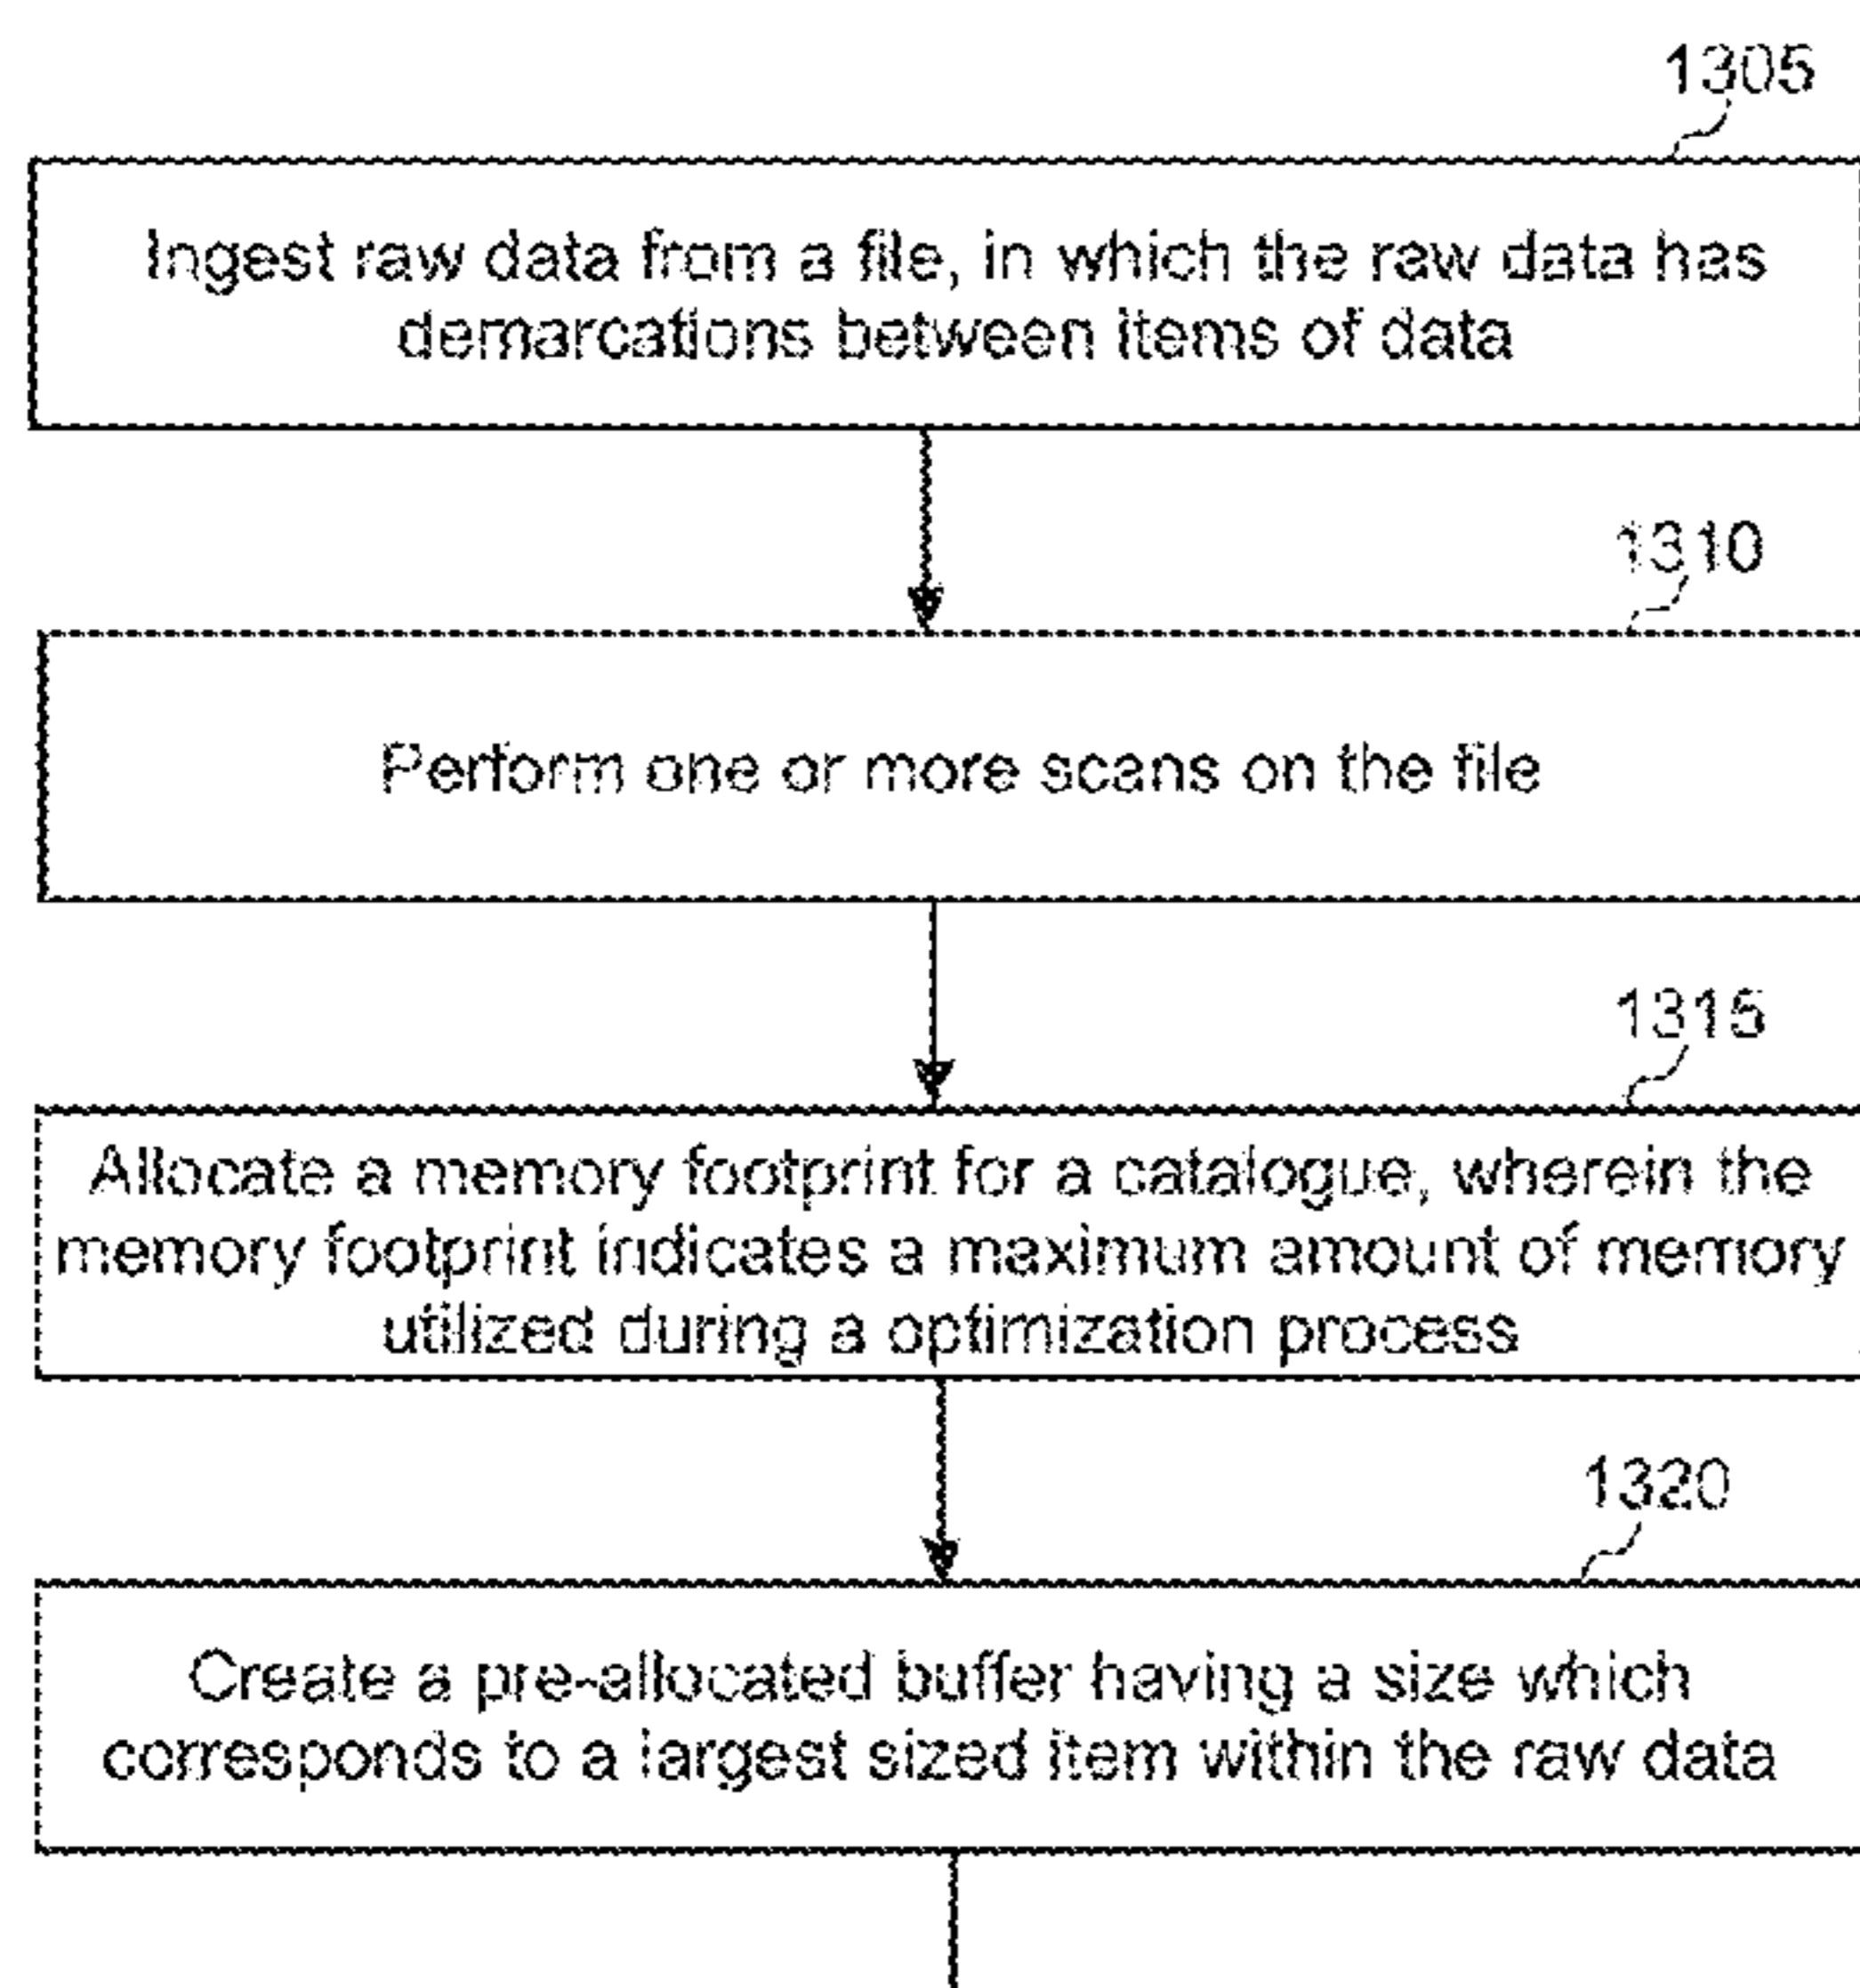 1305
Ingest raw data from a file, in which the raw data has
demarcations between items of data
1310
Perform one or more scans on the file
1315
Allocate a memory footprint for a catalogue, wherein the
memory footprint indicates a maximum amount of memory
utilized during a optimization process
1320
Create a pre-allocated buffer having a size which
corresponds to a largest sized item within the raw data